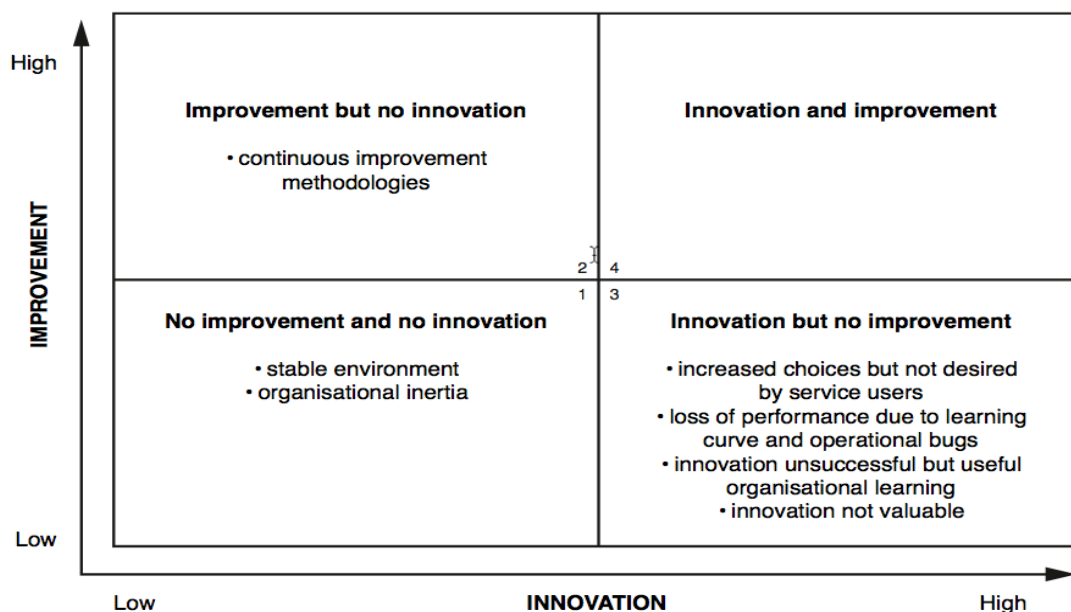 High
IMPROVEMENT
Low
Improvement but no innovation
• continuous improvement
methodologies
Innovation and improvement
2 4
1 3
No improvement and no innovation
• stable environment
• organisational inertia
Innovation but no improvement
• increased choices but not desired
by service users
• loss of performance due to learning
curve and operational bugs
• innovation unsuccessful but useful
organisational learning
• innovation not valuable
Low
INNOVATION
High